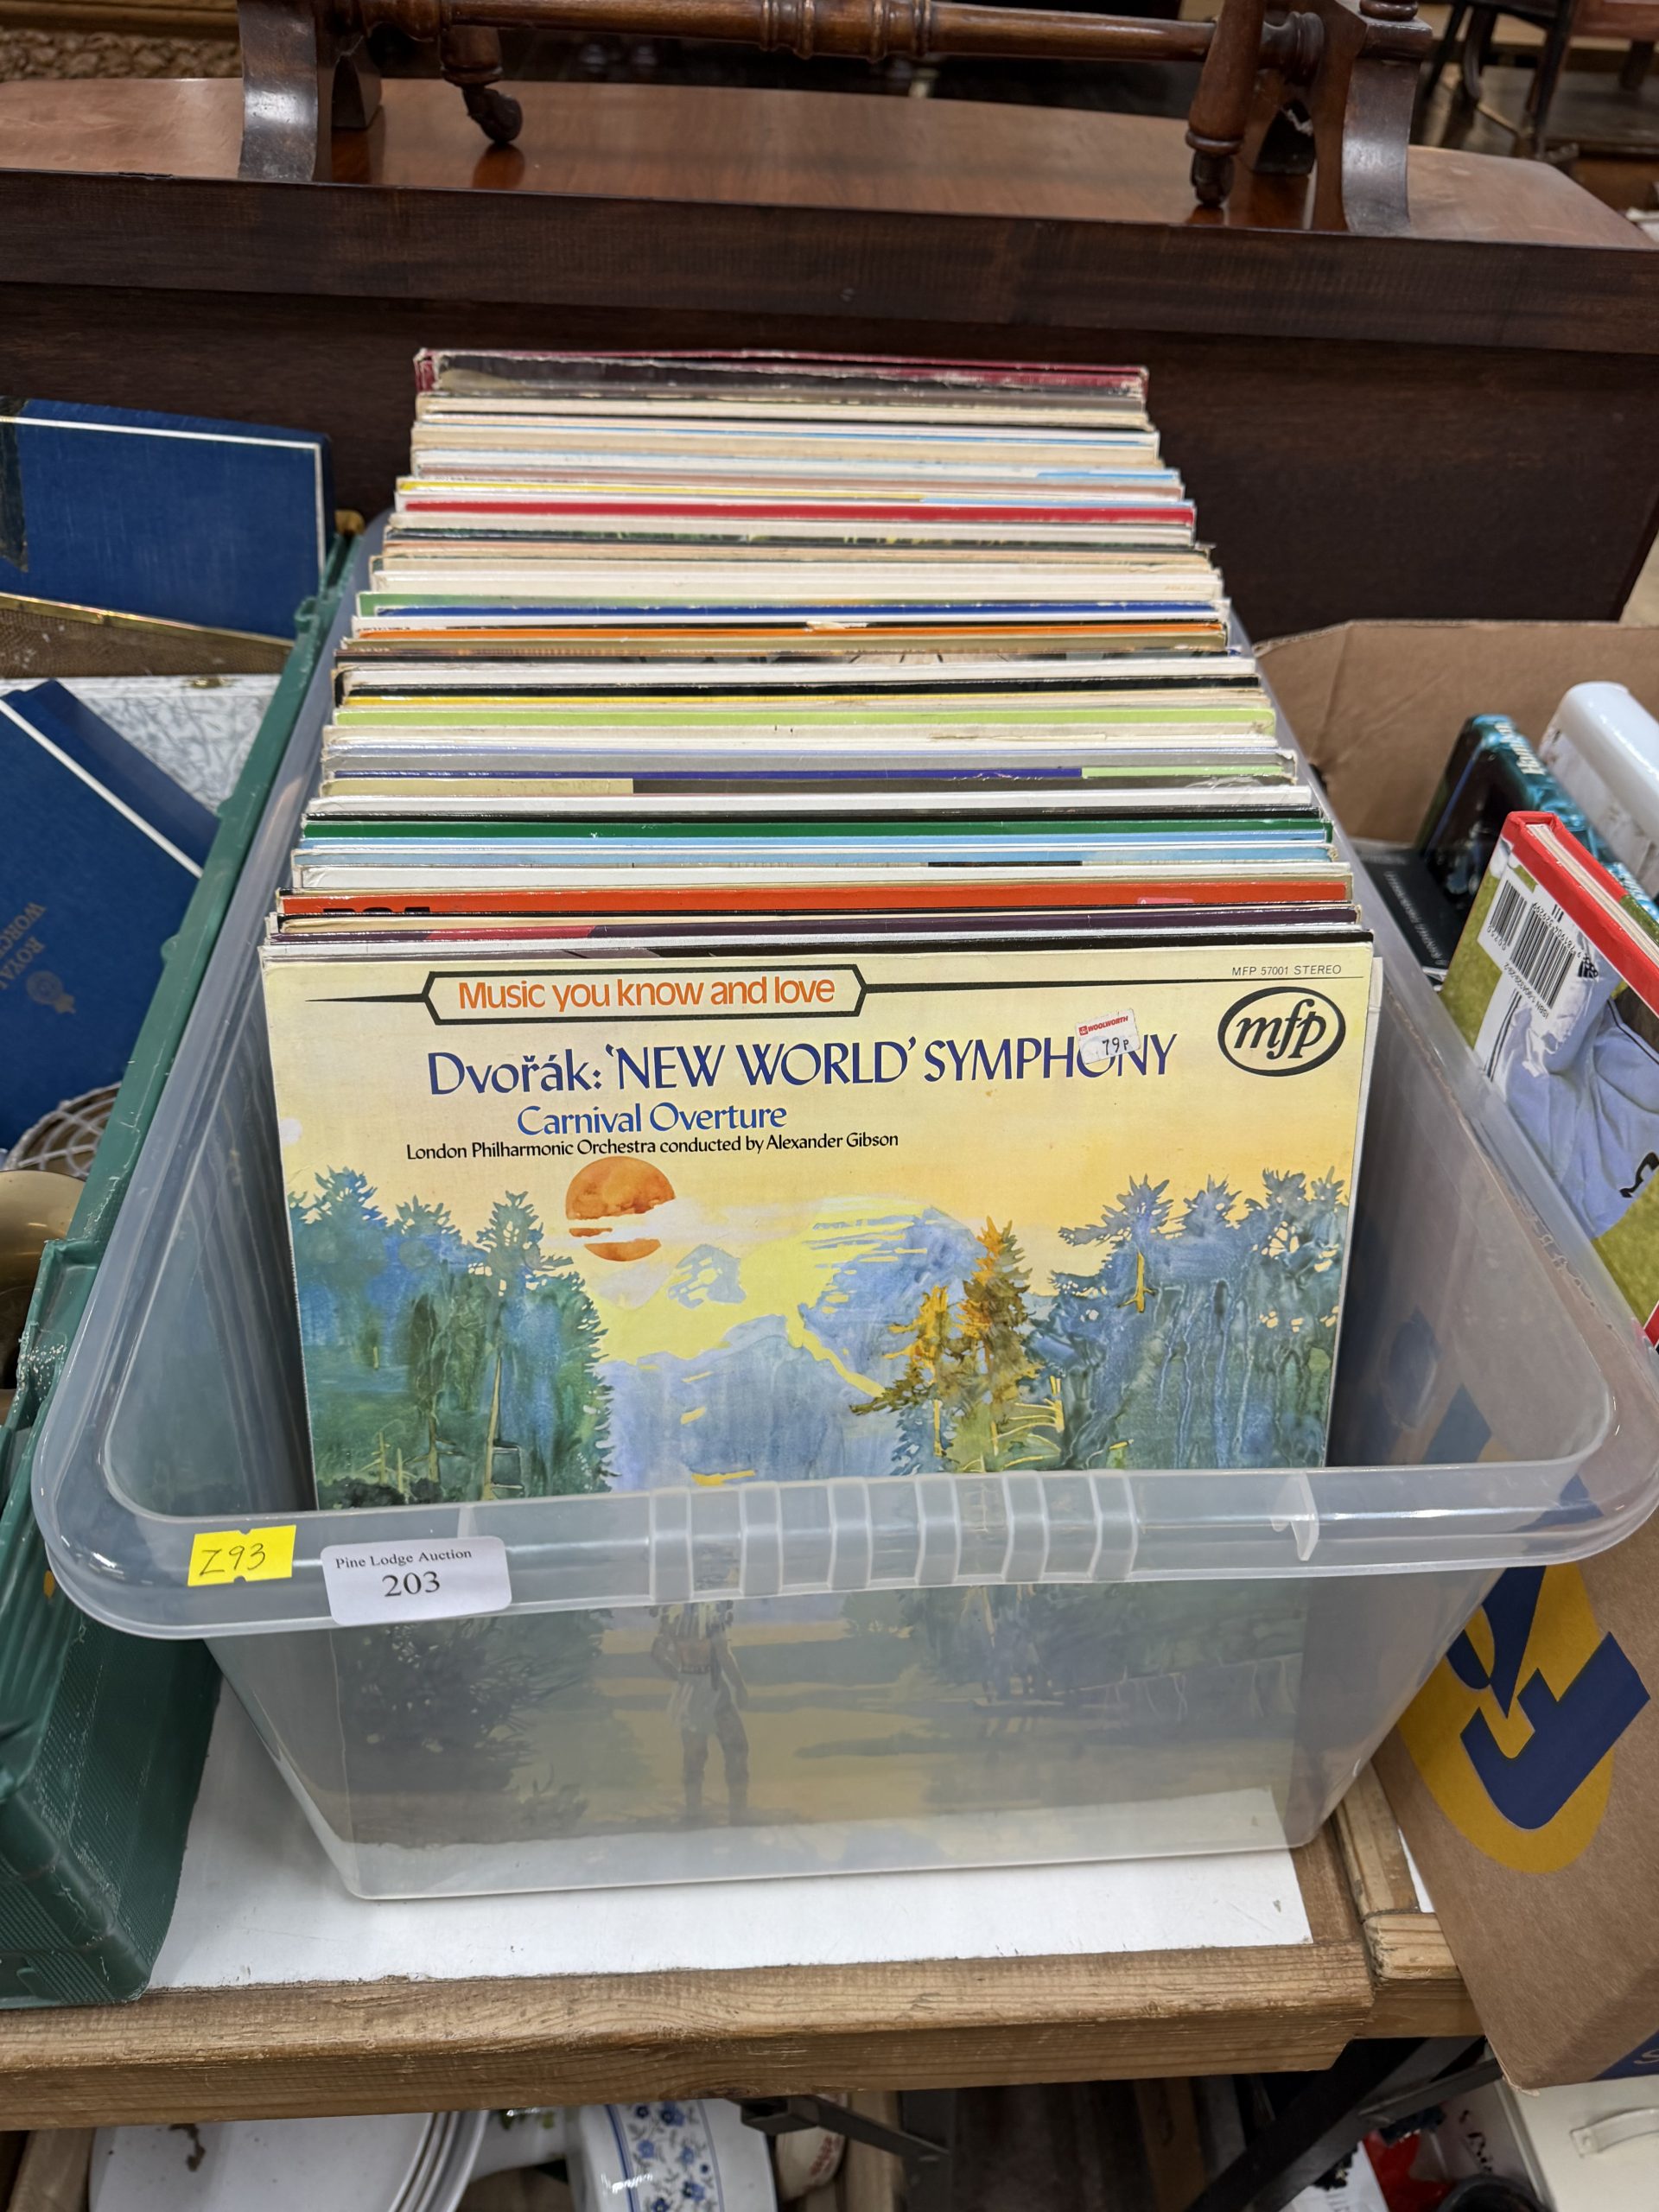 Music you know and love
MFP 57001 STEREO
mfp
WOOLWORTH
79P
Dvořák: 'NEW WORLD' SYMPHONY
Carnival Overture
London Philharmonic Orchestra conducted by Alexander Gibson
Z93
Pine Lodge Auction
203
ROYAL